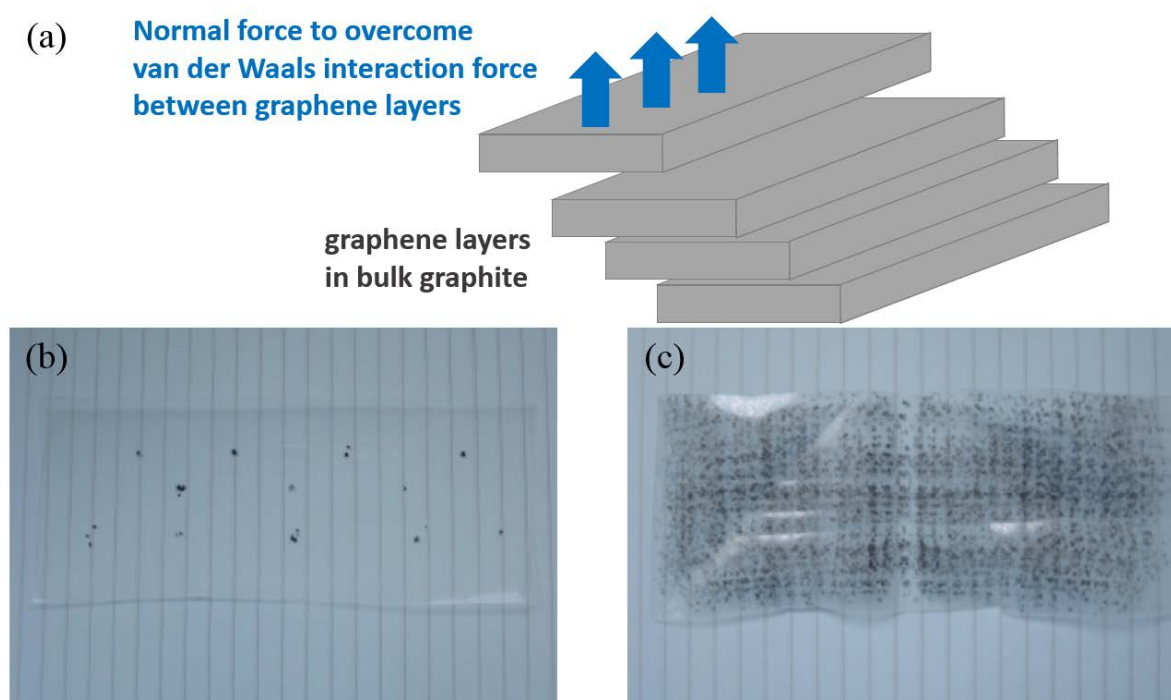 (a)
Normal force to overcome
van der Waals interaction force
between graphene layers
graphene layers
in bulk graphite
(b)
(c)